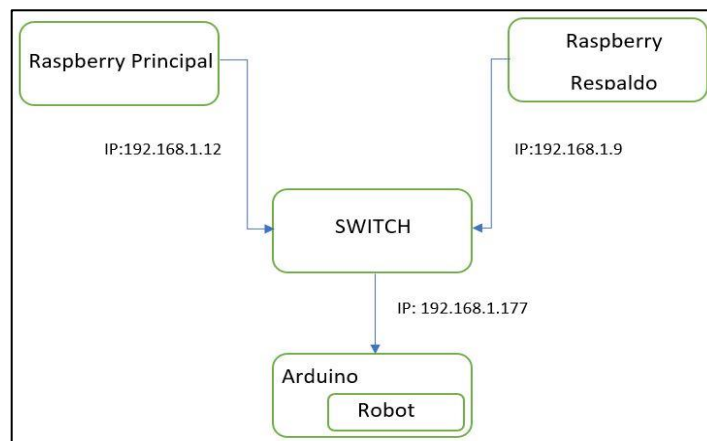 Raspberry Principal
Raspberry
Respaldo
IP:192.168.1.12
IP:192.168.1.9
SWITCH
IP: 192.168.1.177
Arduino
Robot